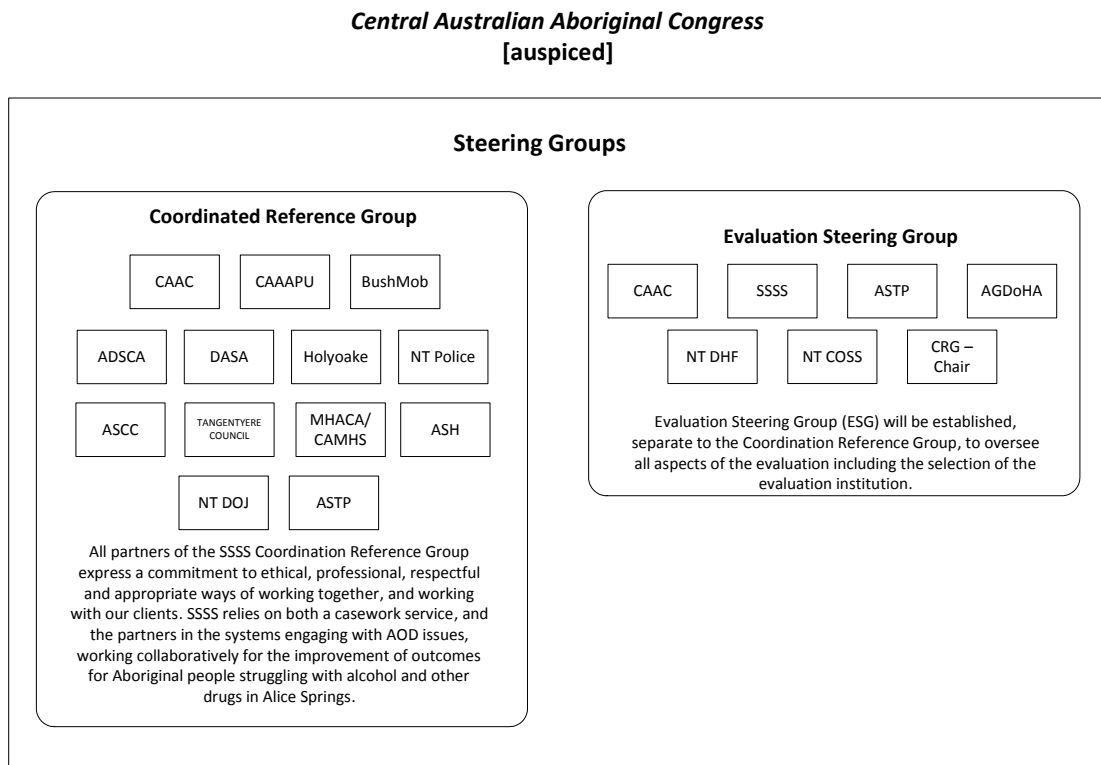 Central Australian Aboriginal Congress
[auspiced]
Steering Groups
Coordinated Reference Group
CAAC
CAAAPU
BushMob
ADSCA
DASA
Holyoake
NT Police
ASCC
TANGENTYERE
COUNCIL
MHACA/
CAMHS
ASH
NT DOJ
ASTP
All partners of the SSSS Coordination Reference Group
express a commitment to ethical, professional, respectful
and appropriate ways of working together, and working
with our clients. SSSS relies on both a casework service, and
the partners in the systems engaging with AOD issues,
working collaboratively for the improvement of outcomes
for Aboriginal people struggling with alcohol and other
drugs in Alice Springs.
Evaluation Steering Group
CAAC
SSSS
ASTP
AGDoHA
NT DHF
NT COSS
CRG –
Chair
Evaluation Steering Group (ESG) will be established,
separate to the Coordination Reference Group, to oversee
all aspects of the evaluation including the selection of the
evaluation institution.